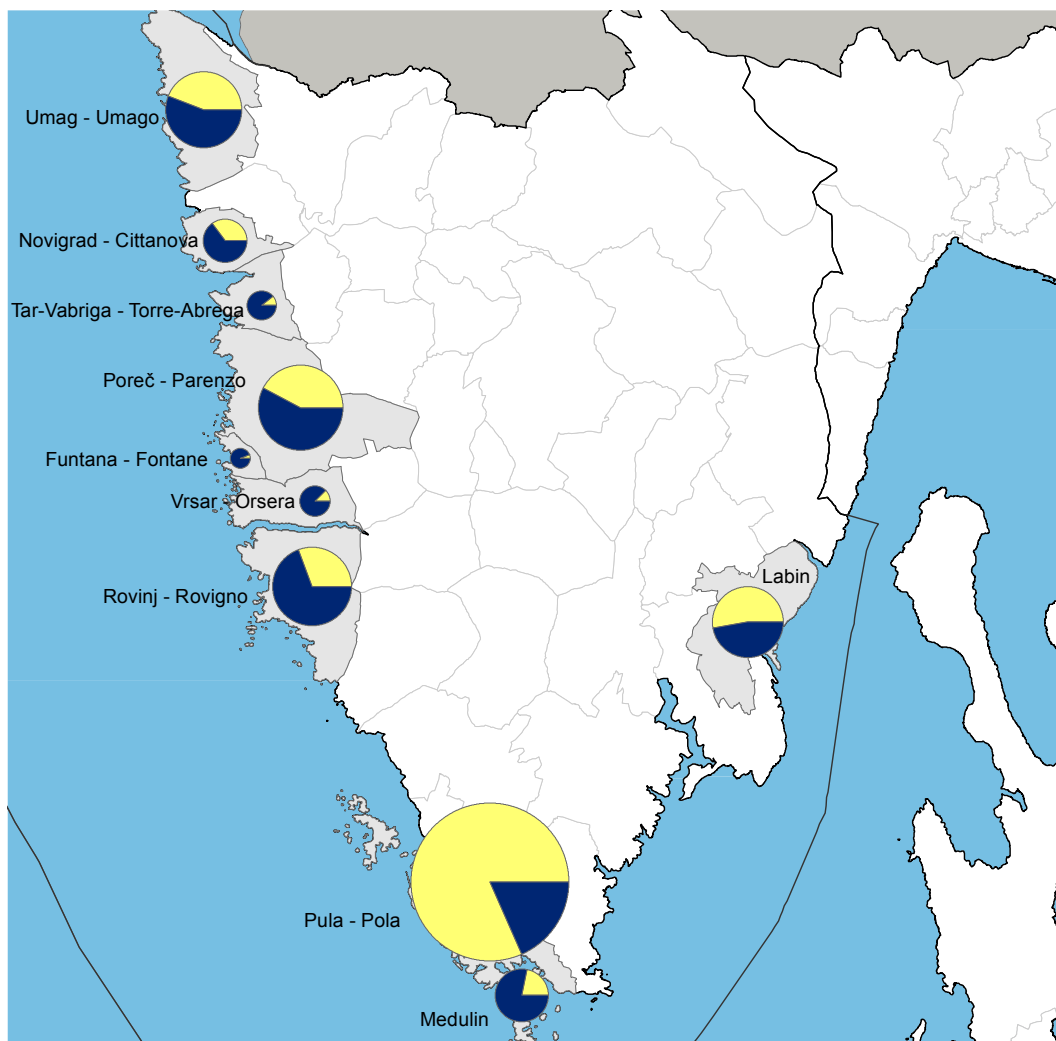 Umag - Umago
Novigrad - Cittanova
Tar-Vabriga - Torre-Abrega
Poreč - Parenzo
Funtana - Fontane
Vrsar - Orsera
Labin
Rovinj - Rovigno
Pula - Pola
Medulin